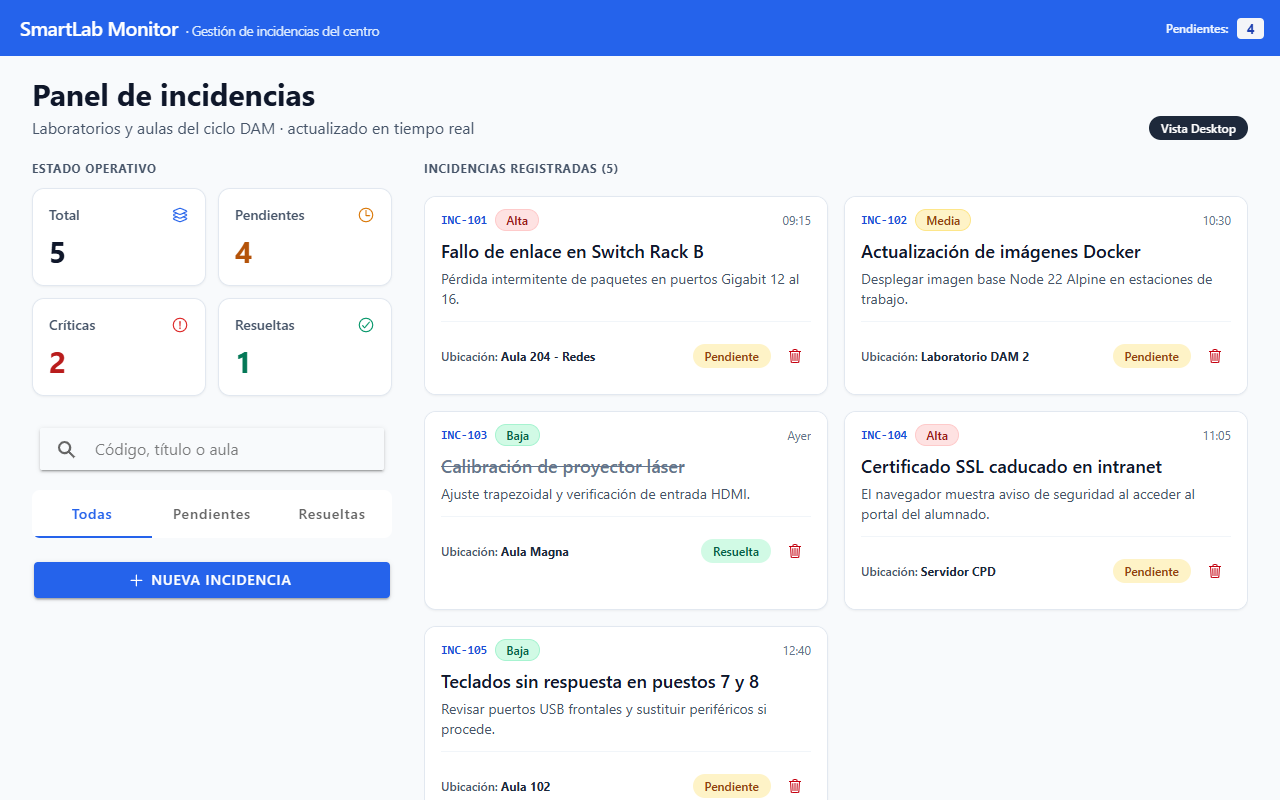 SmartLab Monitor · Gestión de incidencias del centro
Pendientes: 4
Panel de incidencias
Laboratorios y aulas del ciclo DAM · actualizado en tiempo real
Vista Desktop
ESTADO OPERATIVO
Total
5
Pendientes
4
Críticas
2
Resueltas
1
Código, título o aula
Todas
Pendientes
Resueltas
NUEVA INCIDENCIA
INCIDENCIAS REGISTRADAS (5)
INC-101 Alta 09:15
Fallo de enlace en Switch Rack B
Pérdida intermitente de paquetes en puertos Gigabit 12 al
16.
Ubicación: Aula 204 - Redes Pendiente
INC-102 Media 10:30
Actualización de imágenes Docker
Desplegar imagen base Node 22 Alpine en estaciones de
trabajo.
Ubicación: Laboratorio DAM 2 Pendiente
INC-103 Baja Ayer
Calibración de proyector láser
Ajuste trapezoidal y verificación de entrada HDMI.
Ubicación: Aula Magna Resuelta
INC-104 Alta 11:05
Certificado SSL caducado en intranet
El navegador muestra aviso de seguridad al acceder al
portal del alumnado.
Ubicación: Servidor CPD Pendiente
INC-105 Baja 12:40
Teclados sin respuesta en puestos 7 y 8
Revisar puertos USB frontales y sustituir periféricos si
procede.
Ubicación: Aula 102 Pendiente